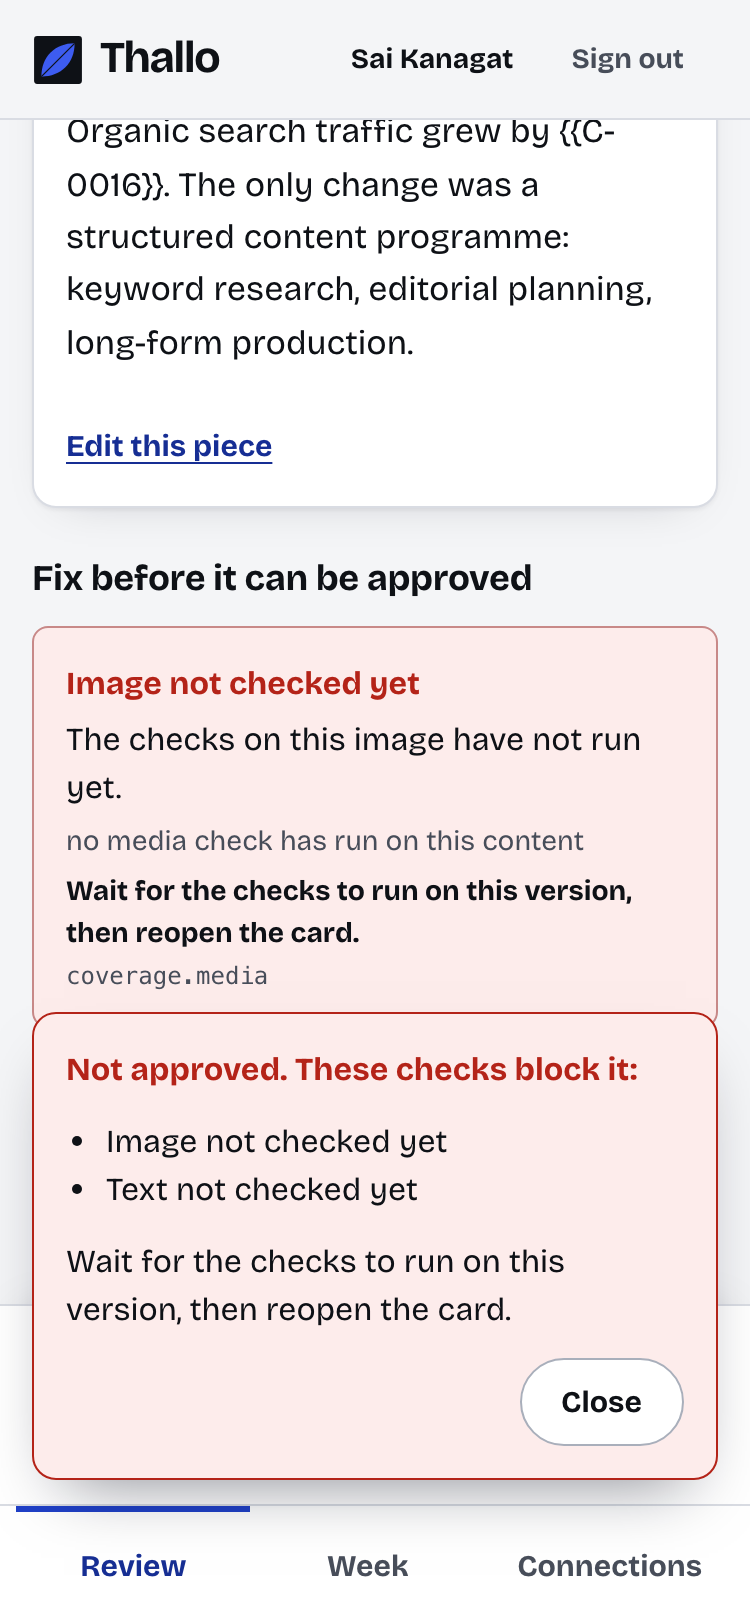 Thallo
Sai Kanagat
Sign out
Organic search traffic grew by {{C-
0016}}. The only change was a
structured content programme:
keyword research, editorial planning,
long-form production.
Edit this piece
Fix before it can be approved
Image not checked yet
The checks on this image have not run
yet.
no media check has run on this content
Wait for the checks to run on this version,
then reopen the card.
coverage.media
Not approved. These checks block it:
• Image not checked yet
• Text not checked yet
Wait for the checks to run on this
version, then reopen the card.
Close
Review
Week
Connections